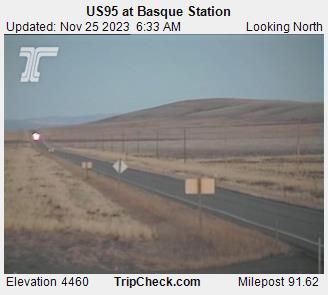 US95 at Basque Station
Updated: Nov 25 2023 6:33 AM Looking North
Elevation 4460 TripCheck.com Milepost 91.62